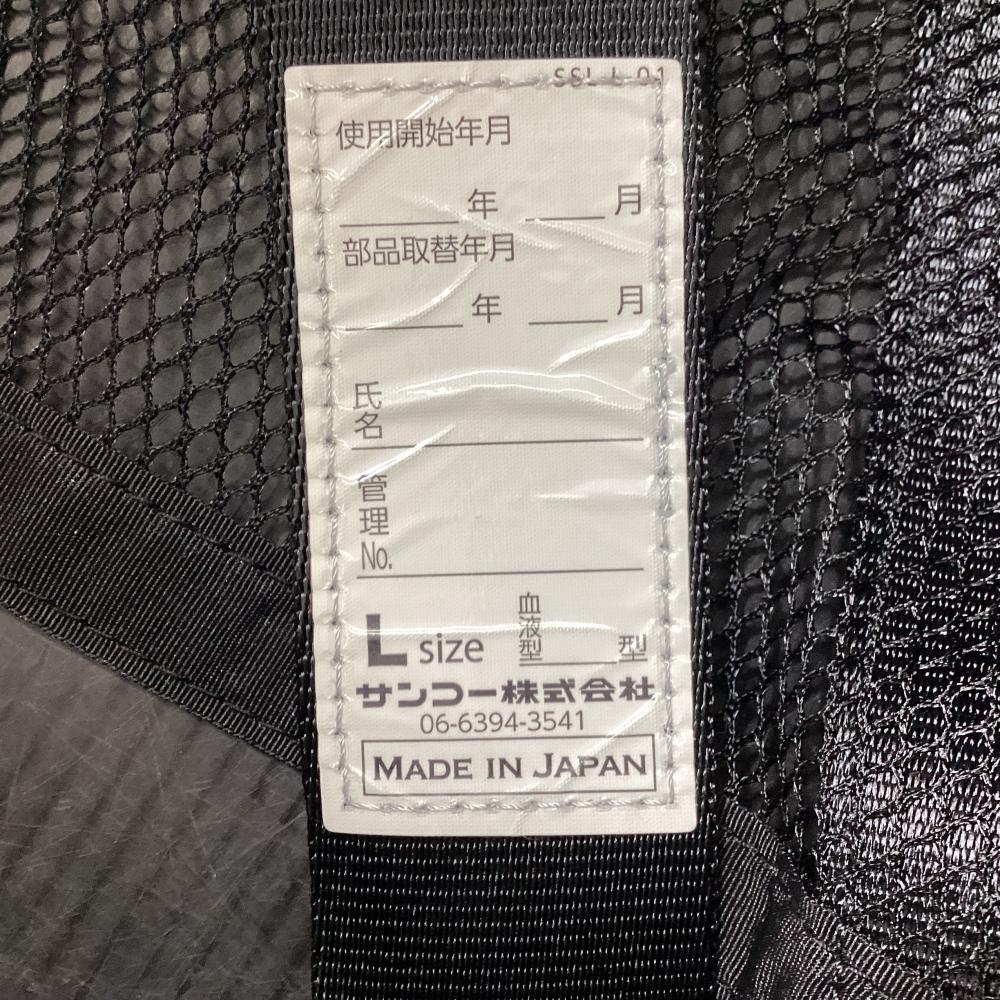 SSL-L-01
使用開始年月
年 月
部品取替年月
年 月
氏名
管理No.
L size 血液型 型
サンコー株式会社
06-6394-3541
MADE IN JAPAN